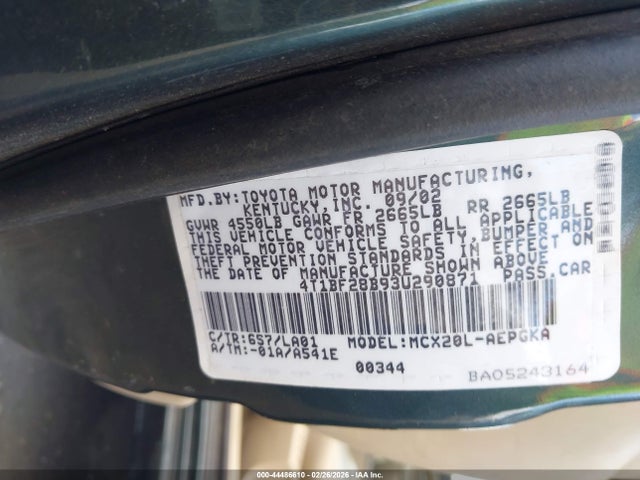 MFD.BY:TOYOTA MOTOR MANUFACTURING,
KENTUCKY, INC. 09/02
GVWR 4550LB GAWR FR 2665LB RR 2665LB
THIS VEHICLE CONFORMS TO ALL APPLICABLE
FEDERAL MOTOR VEHICLE SAFETY, BUMPER AND
THEFT PREVENTION STANDARDS IN EFFECT ON
THE DATE OF MANUFACTURE SHOWN ABOVE
4T1BF28B93U290871 PASS.CAR
C/TR:6S7/LA01 MODEL:MCX20L-AEPGKA
A/TM:-01A/A541E
00344 BA05243164
000-44486610 - 02/26/2026 - IAA Inc.